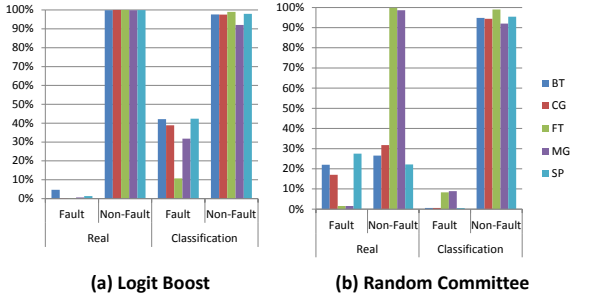 100%
90%
80%
70%
60%
50%
40%
30%
20%
10%
0%
Fault Non-Fault Fault Non-Fault
Real Classification
(a) Logit Boost
100%
90%
80%
70%
60%
50%
40%
30%
20%
10%
0%
Fault Non-Fault Fault Non-Fault
Real Classification
(b) Random Committee
BT
CG
FT
MG
SP